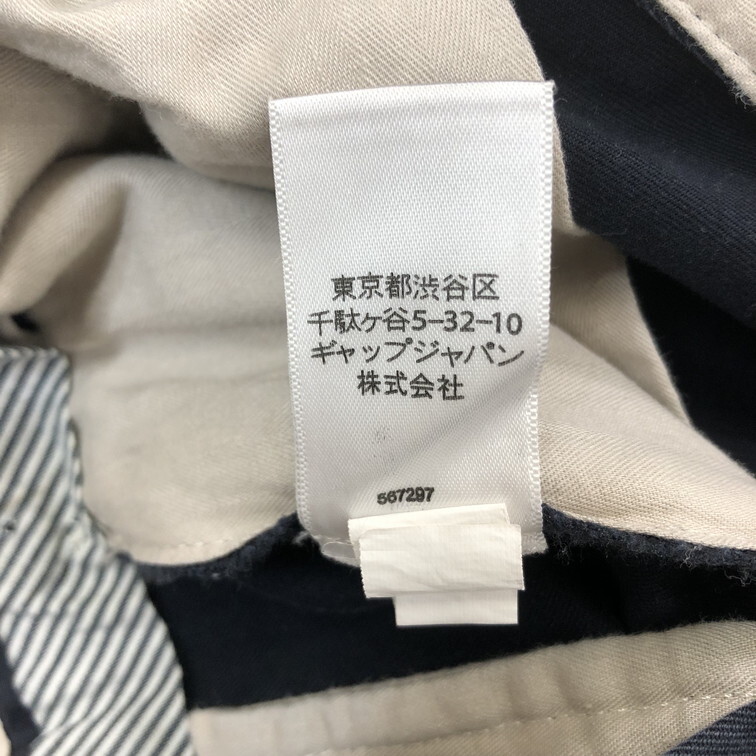 東京都渋谷区
千駄ケ谷5-32-10
ギャップジャパン
株式会社
567297